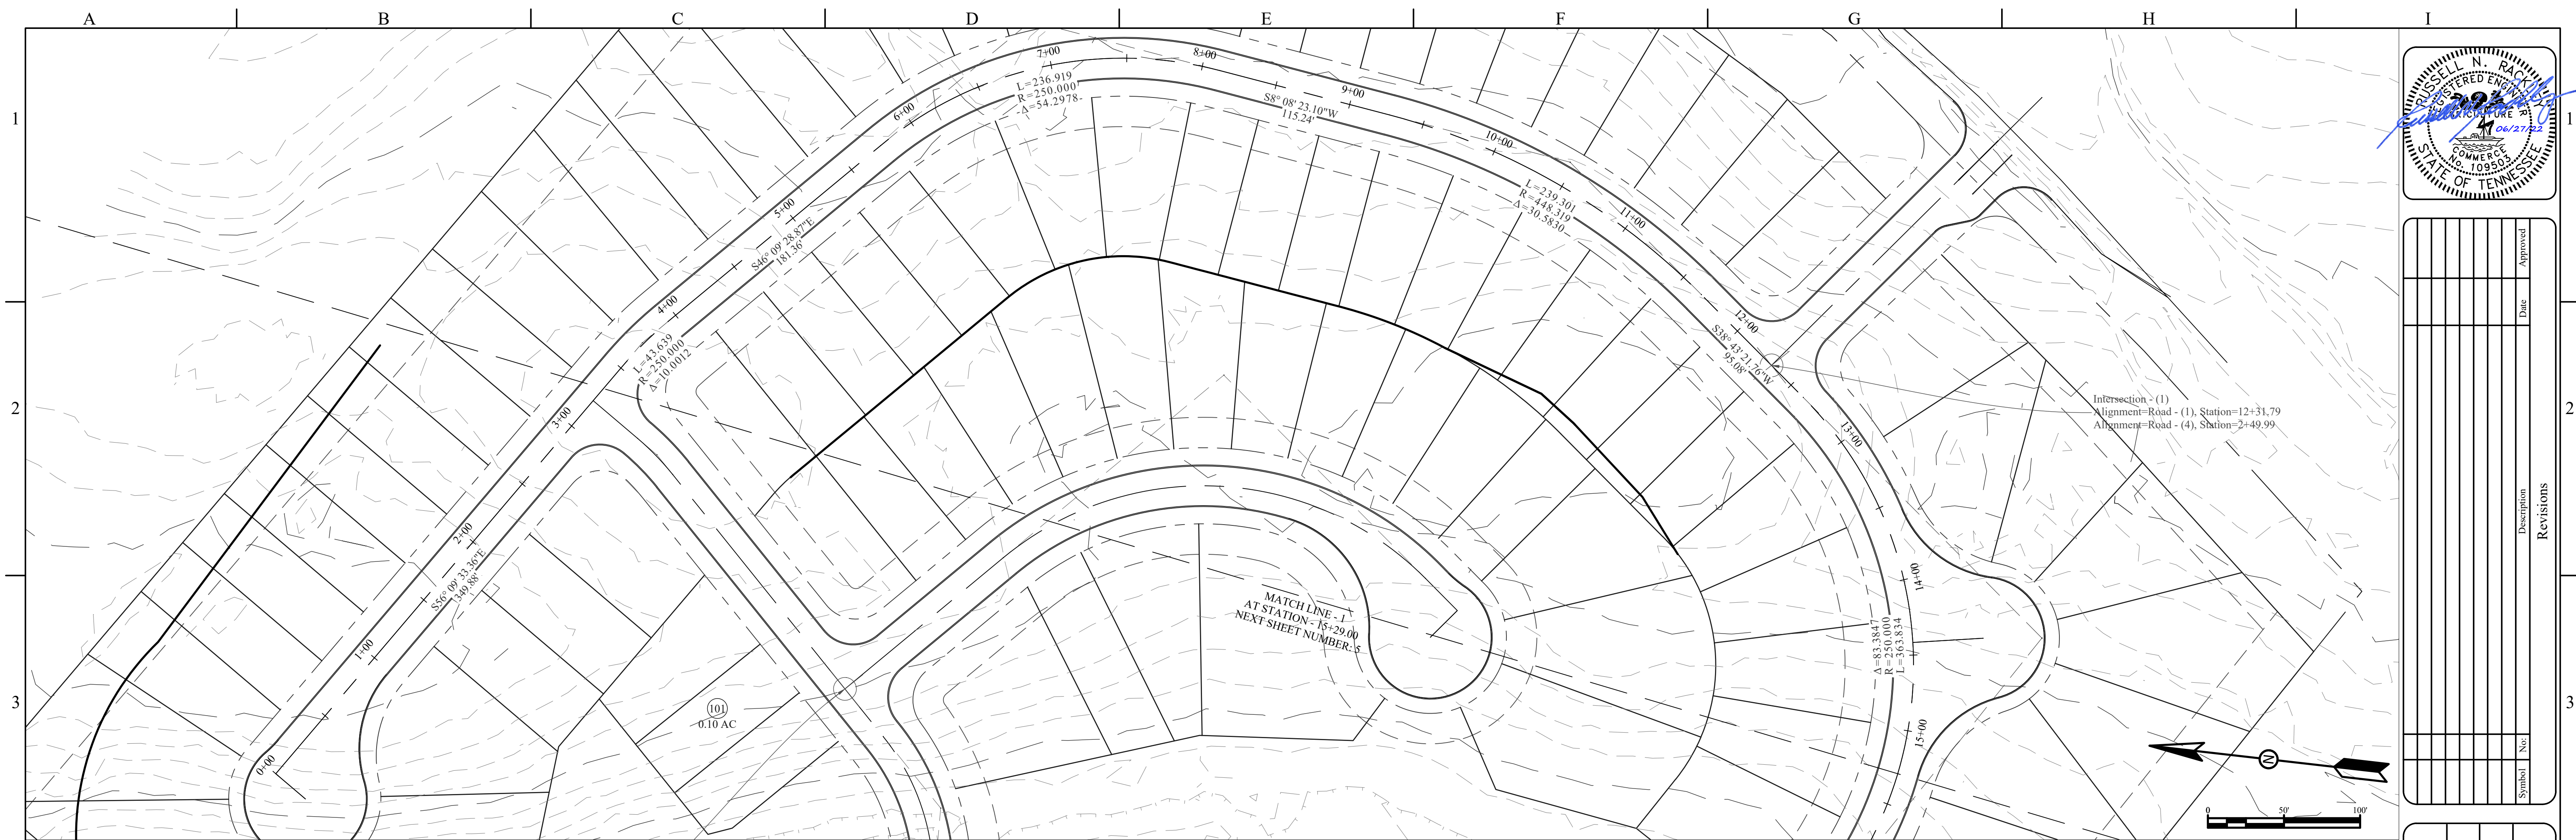 A
B
C
D
E
F
G
H
I
1
2
3
0+00
1+00
S56° 09' 33.36"E
349.88'
2+00
3+00
L=43.639
R=250.000
Δ=10.0012
4+00
S46° 09' 28.87"E
181.36'
5+00
6+00
7+00
L=236.919
R=250.000
Δ=54.2978
8+00
S8° 08' 23.10"W
115.24'
9+00
10+00
L=239.301
R=448.319
Δ=30.5830
11+00
12+00
S38° 43' 21.76"W
95.08'
Intersection - (1)
Alignment=Road - (1), Station=12+31.79
Alignment=Road - (4), Station=2+49.99
13+00
14+00
Δ=83.3847
R=250.000
L=363.834
15+00
MATCH LINE - 1
AT STATION - 15+29.00
NEXT SHEET NUMBER: 5
101
0.10 AC
N
0 50' 100'
RUSSELL N.
REGISTERED ENGINEER
06/27/22
COMMERCE
No. 109503
STATE OF TENNESSEE
Approved
Date
Description
No:
Symbol
Revisions
1
2
3